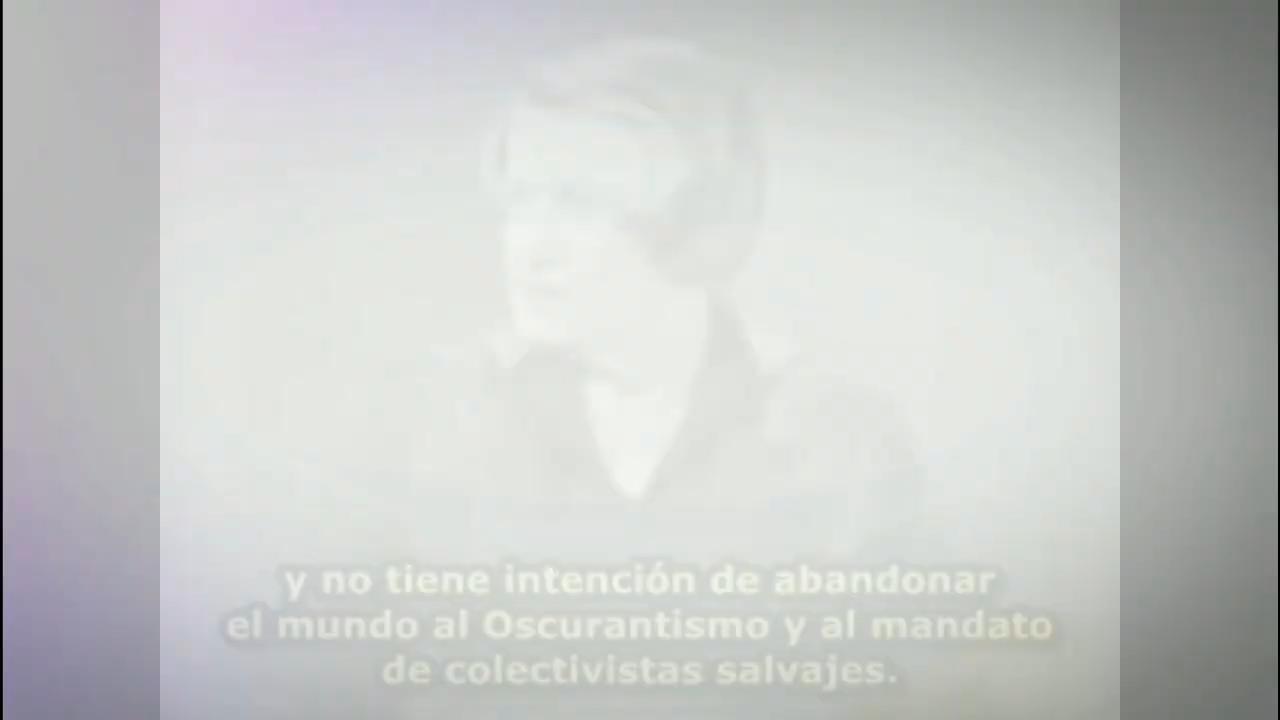 y no tiene intención de abandonar
el mundo al Oscurantismo y al mandato
de colectivistas salvajes.